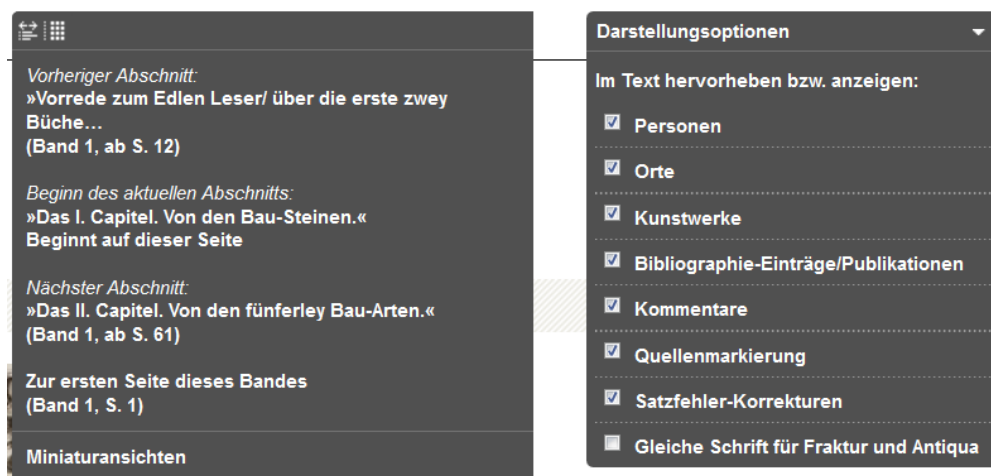 Vorheriger Abschnitt:
»Vorrede zum Edlen Leser/ über die erste zwey
Büche…
(Band 1, ab S. 12)
Beginn des aktuellen Abschnitts:
»Das I. Capitel. Von den Bau-Steinen.«
Beginnt auf dieser Seite
Nächster Abschnitt:
»Das II. Capitel. Von den fünferley Bau-Arten.«
(Band 1, ab S. 61)
Zur ersten Seite dieses Bandes
(Band 1, S. 1)
Miniaturansichten
Darstellungsoptionen
Im Text hervorheben bzw. anzeigen:
Personen
Orte
Kunstwerke
Bibliographie-Einträge/Publikationen
Kommentare
Quellenmarkierung
Satzfehler-Korrekturen
Gleiche Schrift für Fraktur und Antiqua